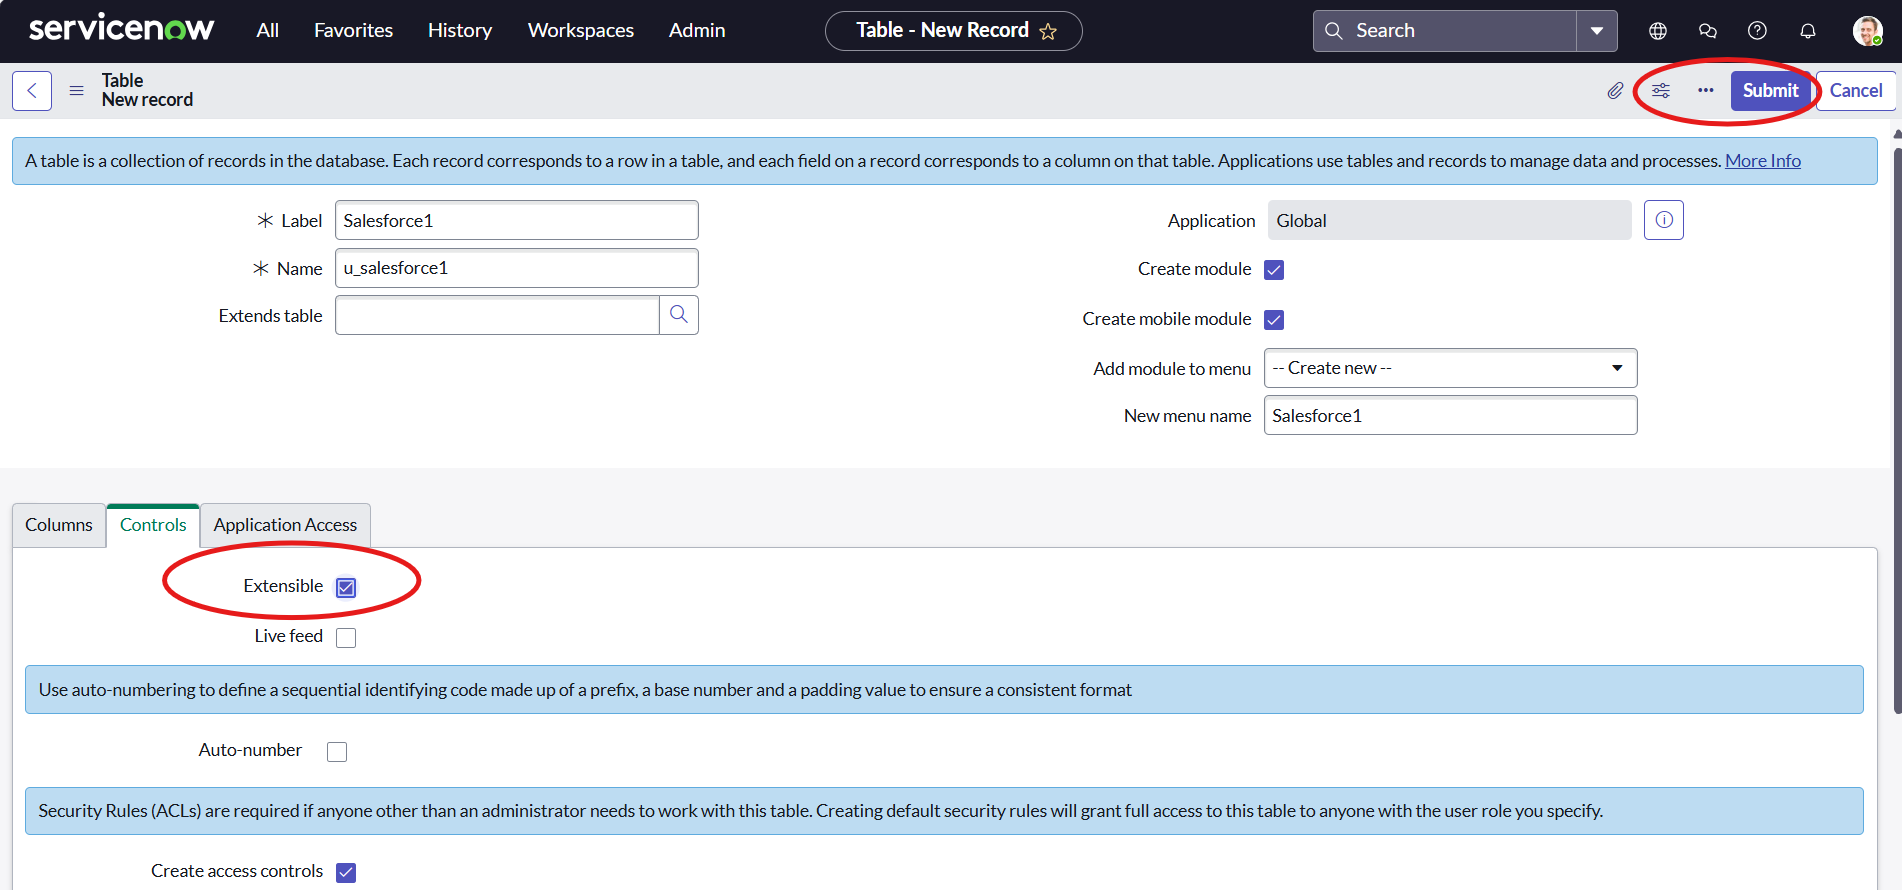 servicenow All Favorites History Workspaces Admin Table - New Record Search
Table
New record
Submit Cancel
A table is a collection of records in the database. Each record corresponds to a row in a table, and each field on a record corresponds to a column on that table. Applications use tables and records to manage data and processes. More Info
Label Salesforce1 Application Global
Name u_salesforce1 Create module
Extends table Create mobile module
Add module to menu -- Create new --
New menu name Salesforce1
Columns Controls Application Access
Extensible
Live feed
Use auto-numbering to define a sequential identifying code made up of a prefix, a base number and a padding value to ensure a consistent format
Auto-number
Security Rules (ACLs) are required if anyone other than an administrator needs to work with this table. Creating default security rules will grant full access to this table to anyone with the user role you specify.
Create access controls